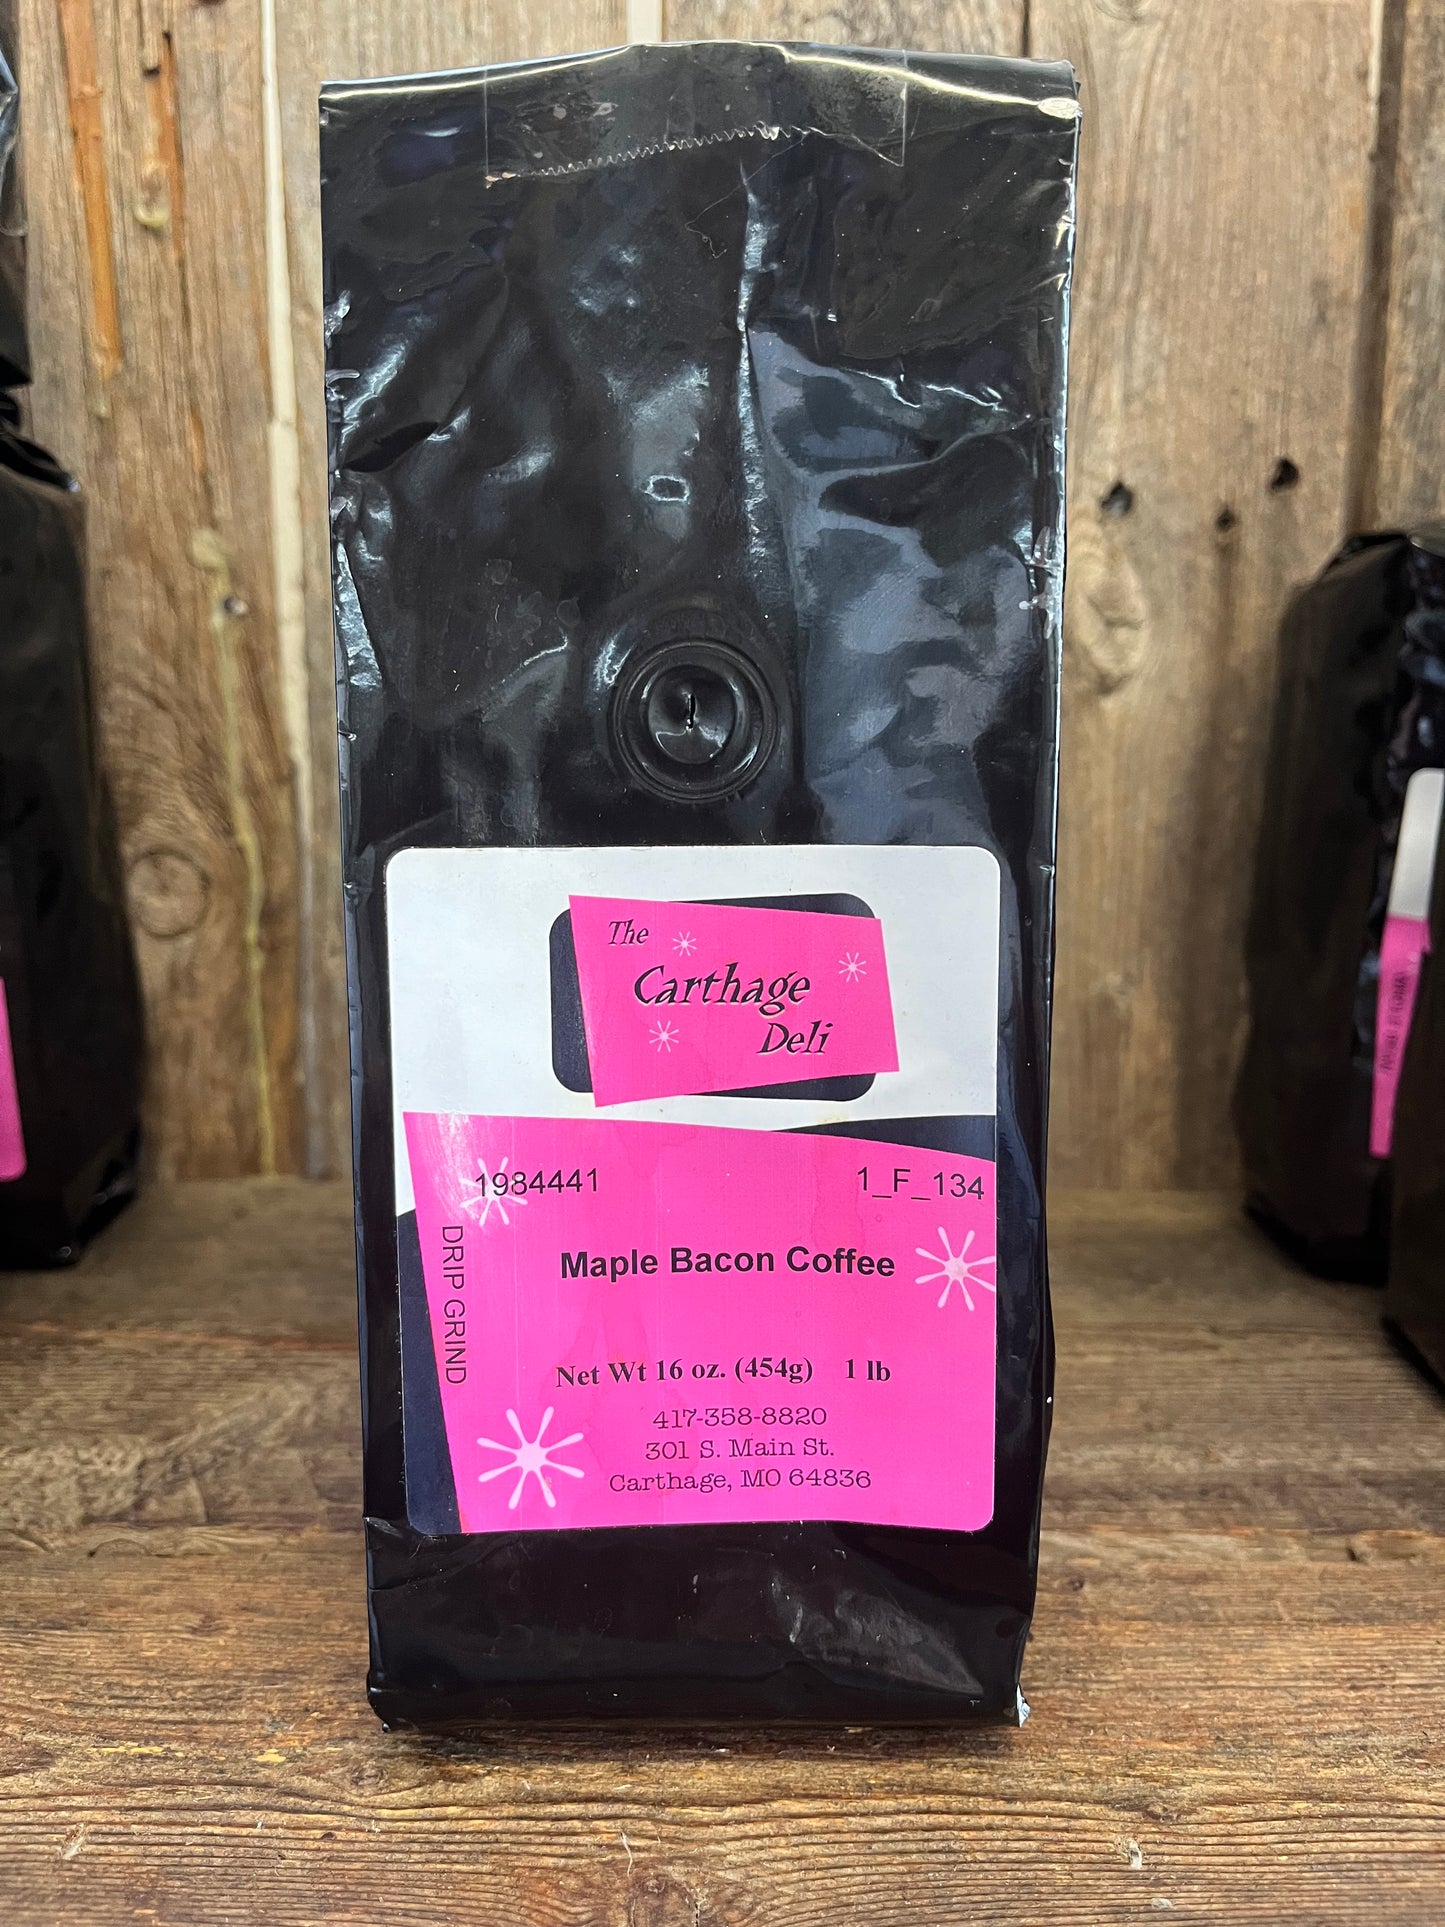 The
Carthage
Deli
1984441 1_F_134
DRIP GRIND
Maple Bacon Coffee
Net Wt 16 oz. (454g) 1 lb
417-358-8820
301 S. Main St.
Carthage, MO 64836